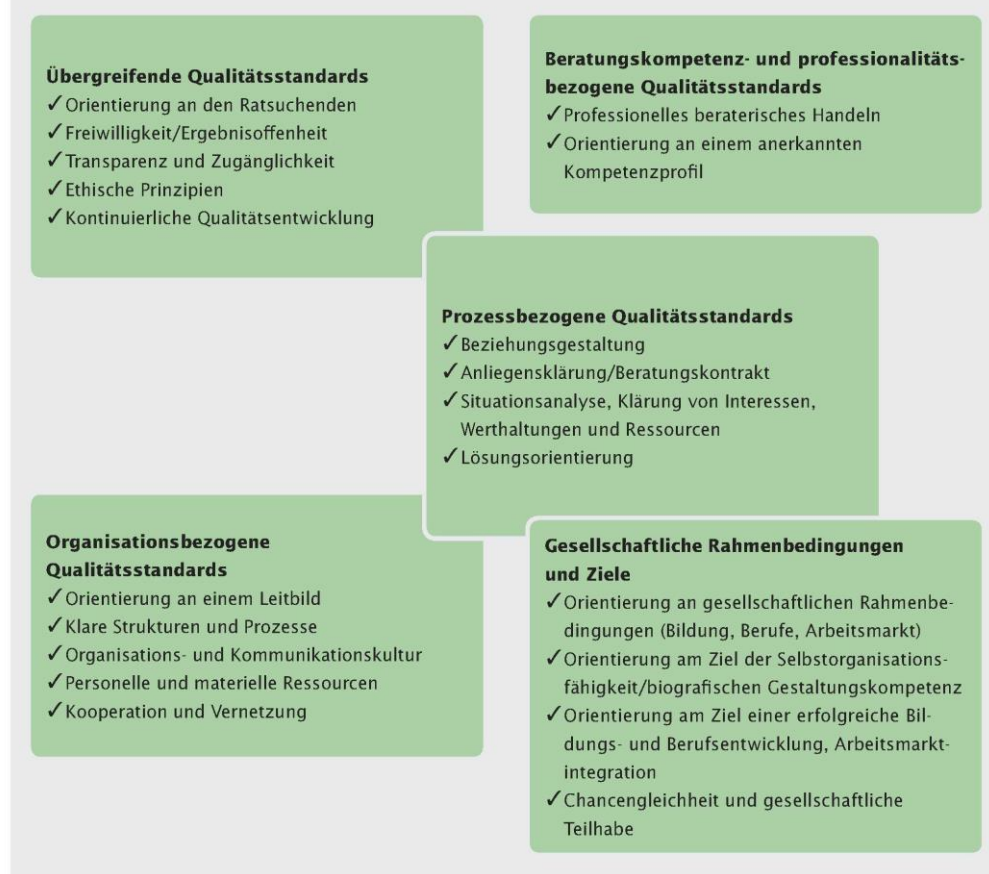 Übergreifende Qualitätsstandards
✓Orientierung an den Ratsuchenden
✓Freiwilligkeit/Ergebnisoffenheit
✓Transparenz und Zugänglichkeit
✓Ethische Prinzipien
✓Kontinuierliche Qualitätsentwicklung
Beratungskompetenz- und professionalitäts-
bezogene Qualitätsstandards
✓Professionelles beraterisches Handeln
✓Orientierung an einem anerkannten
Kompetenzprofil
Prozessbezogene Qualitätsstandards
✓Beziehungsgestaltung
✓Anliegensklärung/Beratungskontrakt
✓Situationsanalyse, Klärung von Interessen,
Werthaltungen und Ressourcen
✓Lösungsorientierung
Organisationsbezogene
Qualitätsstandards
✓Orientierung an einem Leitbild
✓Klare Strukturen und Prozesse
✓Organisations- und Kommunikationskultur
✓Personelle und materielle Ressourcen
✓Kooperation und Vernetzung
Gesellschaftliche Rahmenbedingungen
und Ziele
✓Orientierung an gesellschaftlichen Rahmenbe-
dingungen (Bildung, Berufe, Arbeitsmarkt)
✓Orientierung am Ziel der Selbstorganisations-
fähigkeit/biografischen Gestaltungskompetenz
✓Orientierung am Ziel einer erfolgreiche Bil-
dungs- und Berufsentwicklung, Arbeitsmarkt-
integration
✓Chancengleichheit und gesellschaftliche
Teilhabe